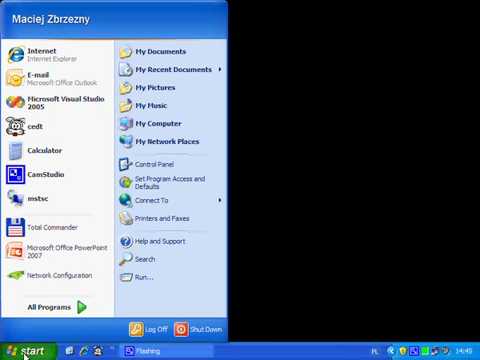 Maciej Zbrzezny
Internet
Internet Explorer
E-mail
Microsoft Office Outlook
Microsoft Visual Studio
2005
cedt
Calculator
CamStudio
mstsc
Total Commander
Microsoft Office PowerPoint
2007
Network Configuration
All Programs
My Documents
My Recent Documents
My Pictures
My Music
My Computer
My Network Places
Control Panel
Set Program Access and
Defaults
Connect To
Printers and Faxes
Help and Support
Search
Run...
Log Off
Shut Down
start
Flashing
PL
14:45